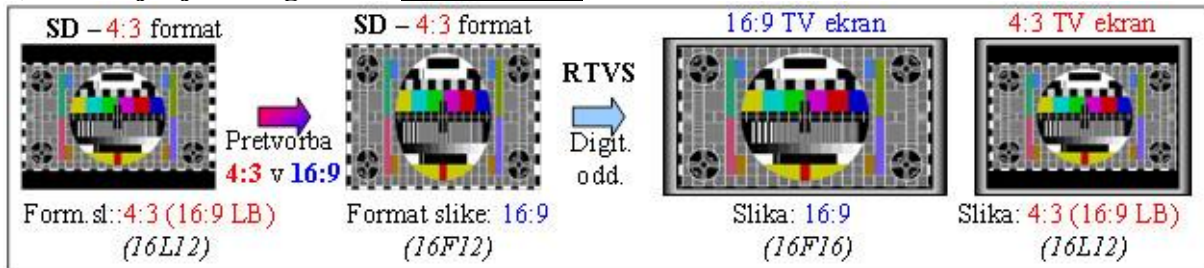 SD – 4:3 format
SD – 4:3 format
16:9 TV ekran
4:3 TV ekran
RTVS
Pretvorba
4:3 v 16:9
Digit.
odd.
Form.sl.:4:3 (16:9 LB)
Format slike: 16:9
Slika: 16:9
Slika: 4:3 (16:9 LB)
(16L12)
(16F12)
(16F16)
(16L12)